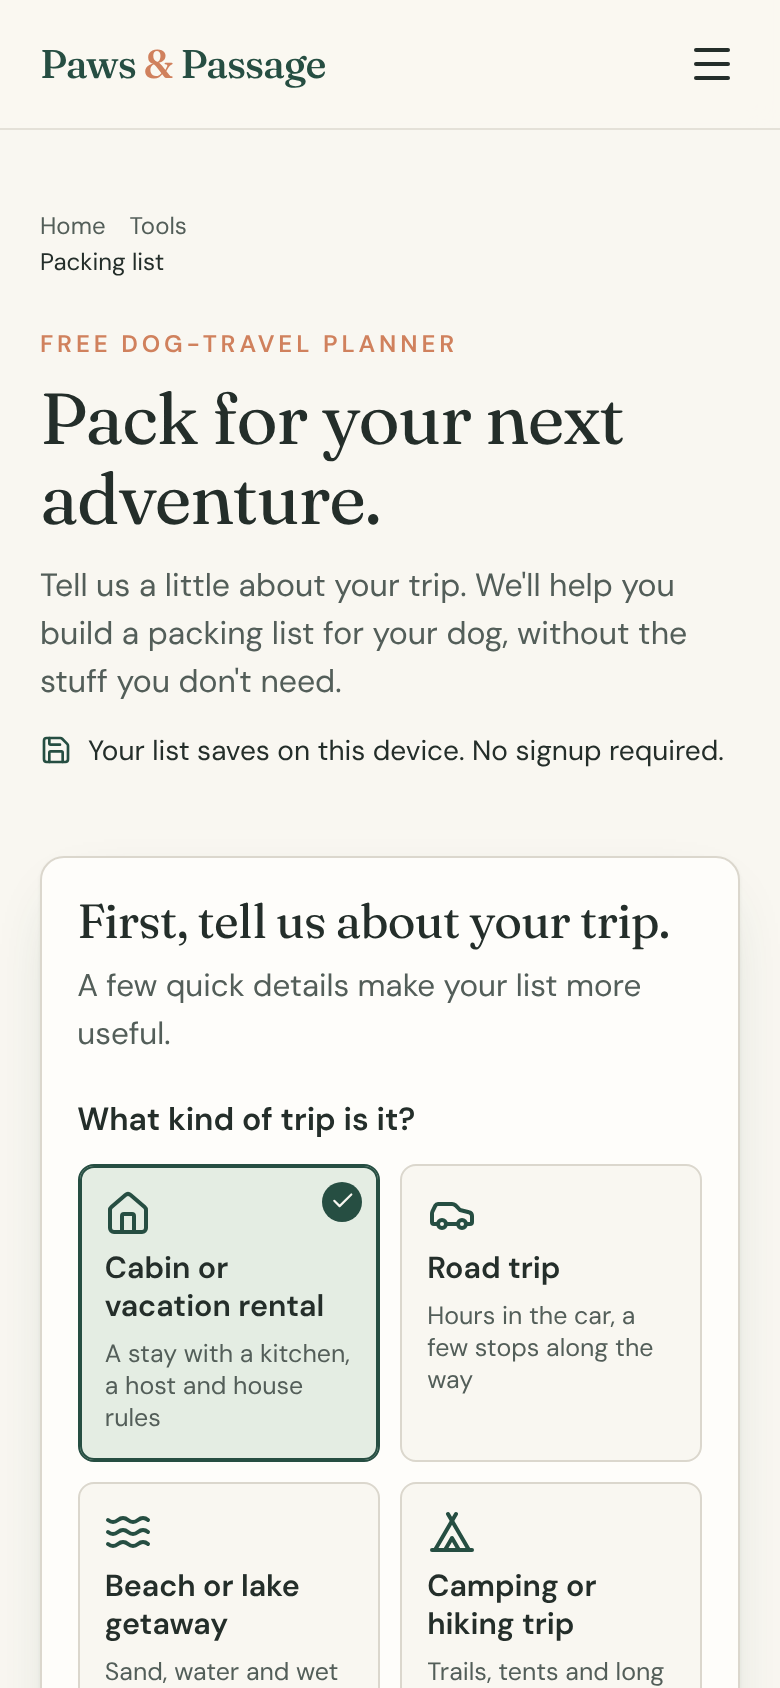 Paws & Passage
Home Tools
Packing list
FREE DOG-TRAVEL PLANNER
Pack for your next
adventure.
Tell us a little about your trip. We'll help you
build a packing list for your dog, without the
stuff you don't need.
Your list saves on this device. No signup required.
First, tell us about your trip.
A few quick details make your list more
useful.
What kind of trip is it?
Cabin or
vacation rental
A stay with a kitchen,
a host and house
rules
Road trip
Hours in the car, a
few stops along the
way
Beach or lake
getaway
Sand, water and wet
Camping or
hiking trip
Trails, tents and long